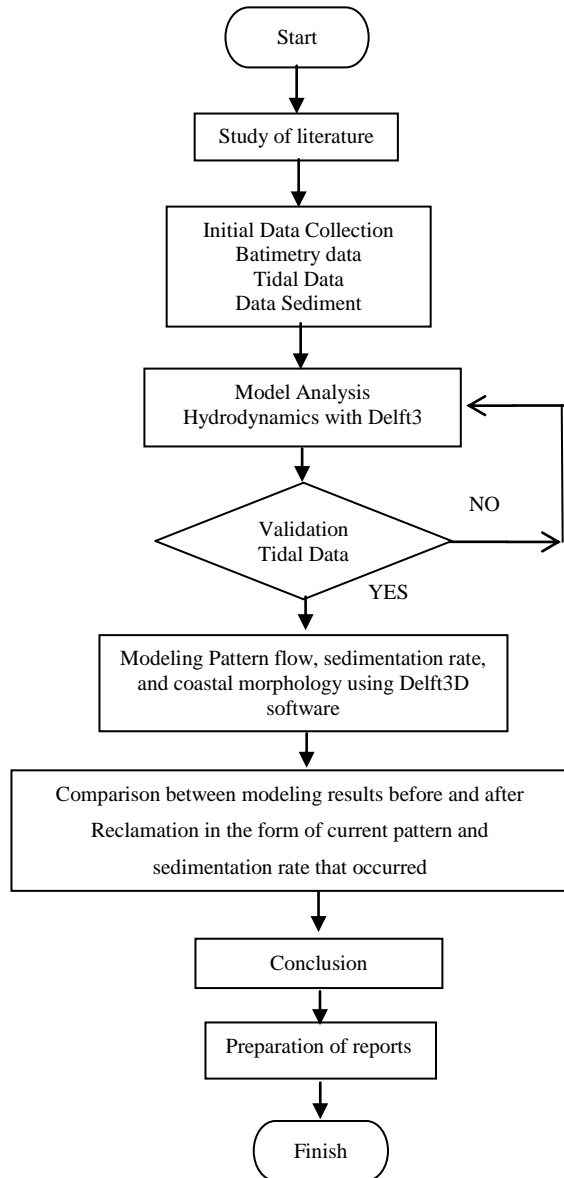 Start
Study of literature
Initial Data Collection
Batimetry data
Tidal Data
Data Sediment
Model Analysis
Hydrodynamics with Delft3
NO
Validation
Tidal Data
YES
Modeling Pattern flow, sedimentation rate,
and coastal morphology using Delft3D
software
Comparison between modeling results before and after
Reclamation in the form of current pattern and
sedimentation rate that occurred
Conclusion
Preparation of reports
Finish